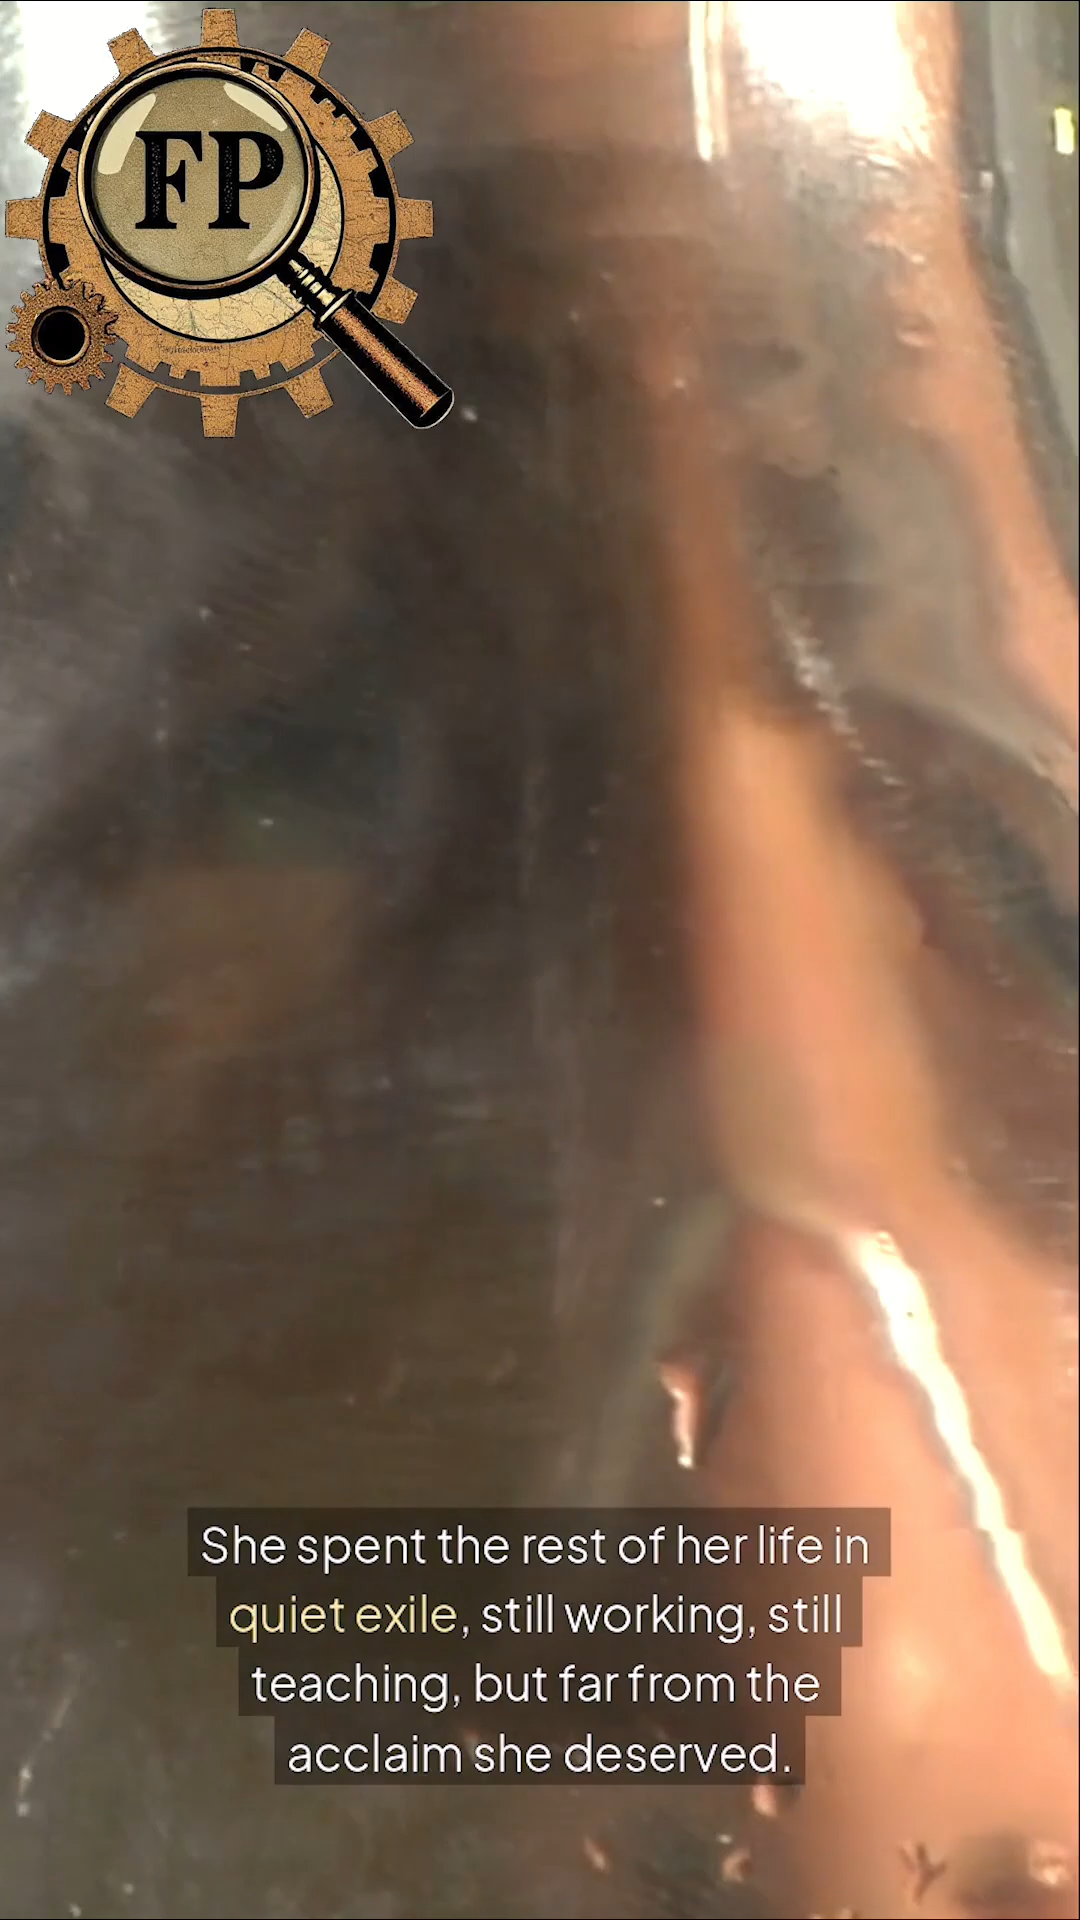 FP
She spent the rest of her life in
quiet exile, still working, still
teaching, but far from the
acclaim she deserved.